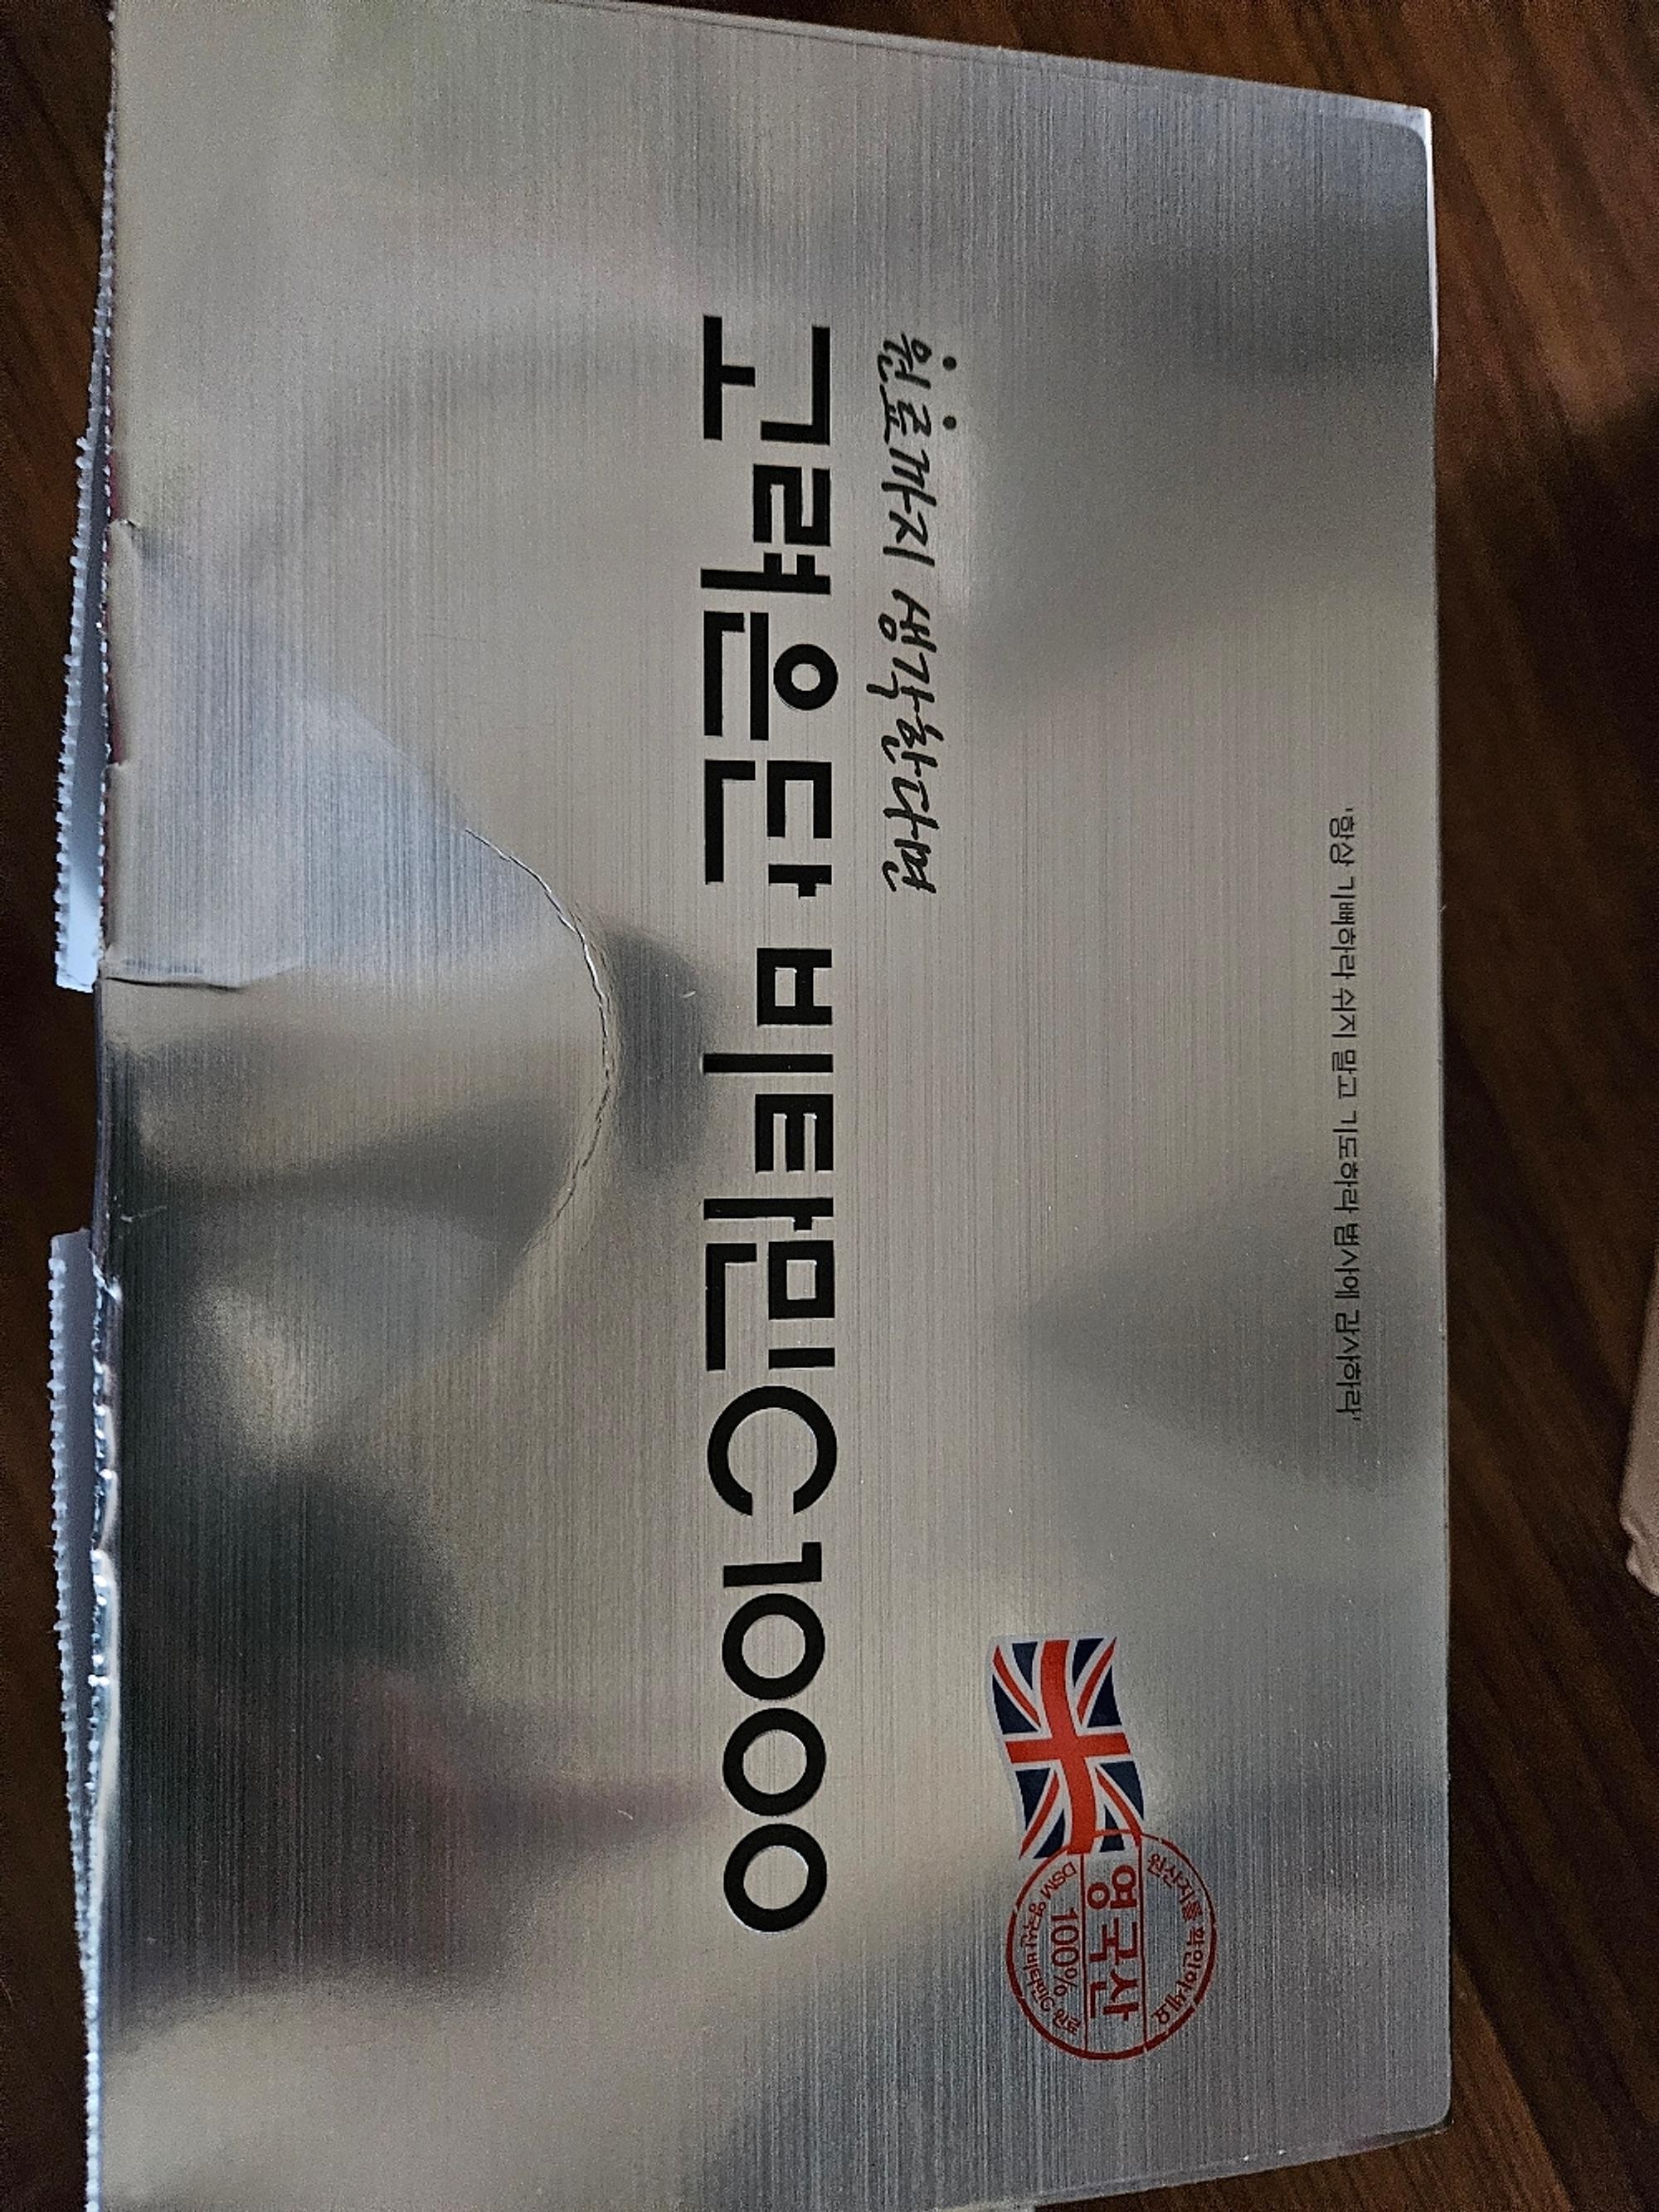 '항상 기뻐하라 쉬지 말고 기도하라 범사에 감사하라'
원산지를 확인하세요
영국산
100%
DSM 영국산 비타민C 원료
원료까지 생각한다면
고려은단 비타민C1000